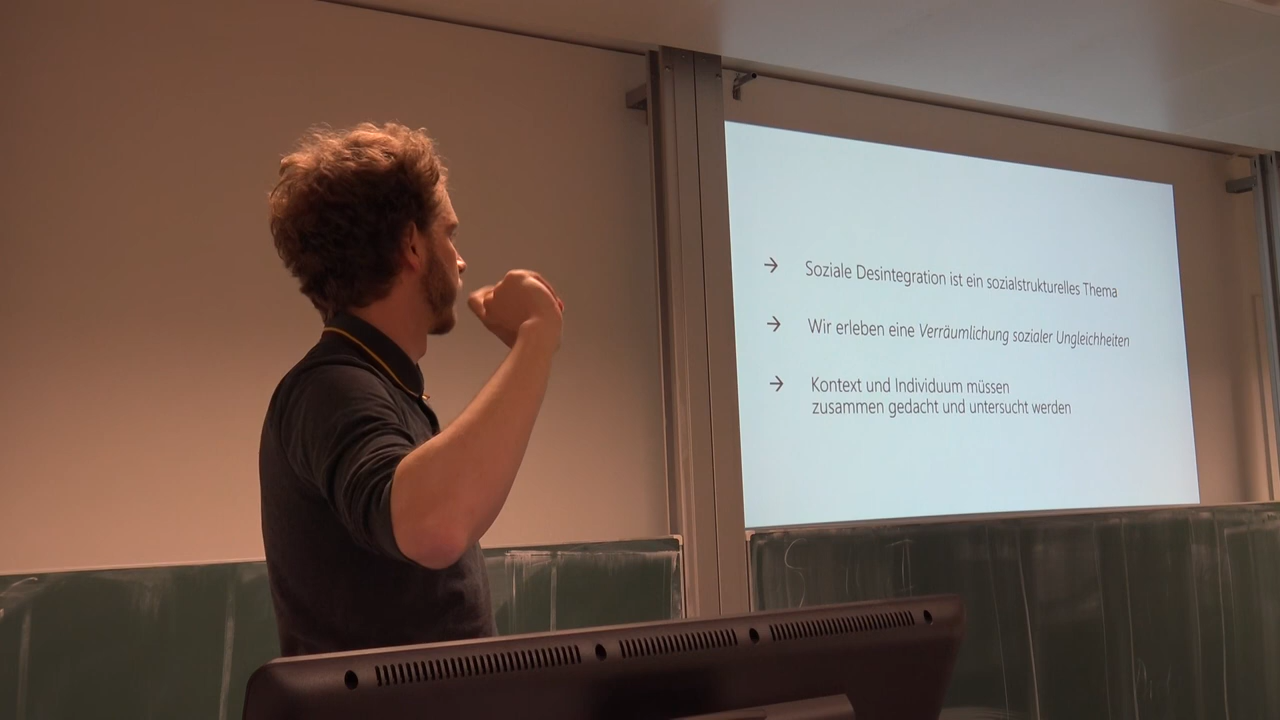 → Soziale Desintegration ist ein sozialstrukturelles Thema
→ Wir erleben eine Verräumlichung sozialer Ungleichheiten
→ Kontext und Individuum müssen
zusammen gedacht und untersucht werden